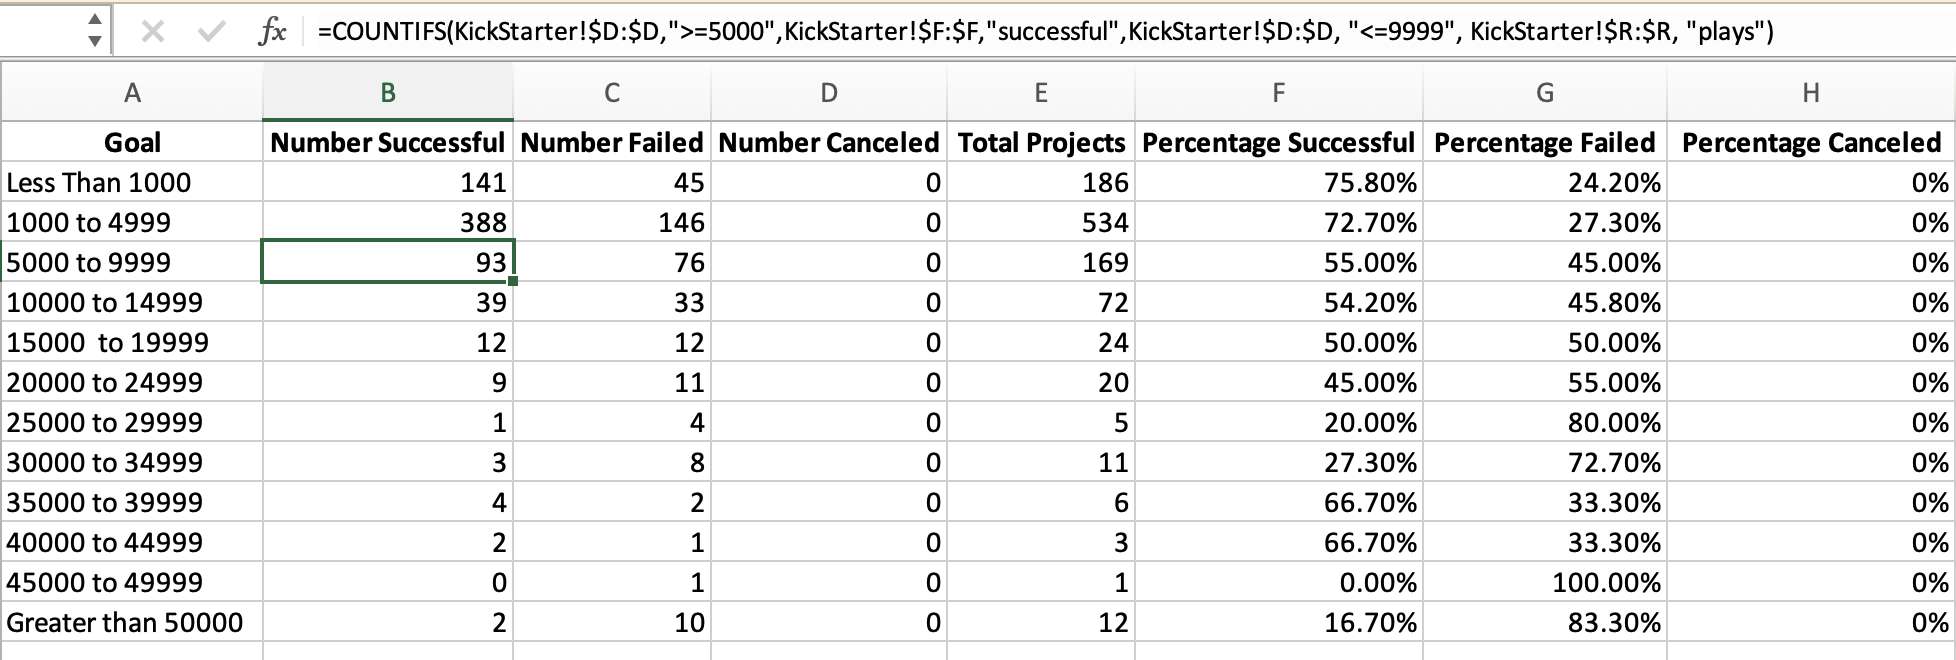 fx =COUNTIFS(KickStarter!$D:$D,">=5000",KickStarter!$F:$F,"successful",KickStarter!$D:$D, "<=9999", KickStarter!$R:$R, "plays")
A B C D E F G H
Goal Number Successful Number Failed Number Canceled Total Projects Percentage Successful Percentage Failed Percentage Canceled
Less Than 1000 141 45 0 186 75.80% 24.20% 0%
1000 to 4999 388 146 0 534 72.70% 27.30% 0%
5000 to 9999 93 76 0 169 55.00% 45.00% 0%
10000 to 14999 39 33 0 72 54.20% 45.80% 0%
15000  to 19999 12 12 0 24 50.00% 50.00% 0%
20000 to 24999 9 11 0 20 45.00% 55.00% 0%
25000 to 29999 1 4 0 5 20.00% 80.00% 0%
30000 to 34999 3 8 0 11 27.30% 72.70% 0%
35000 to 39999 4 2 0 6 66.70% 33.30% 0%
40000 to 44999 2 1 0 3 66.70% 33.30% 0%
45000 to 49999 0 1 0 1 0.00% 100.00% 0%
Greater than 50000 2 10 0 12 16.70% 83.30% 0%